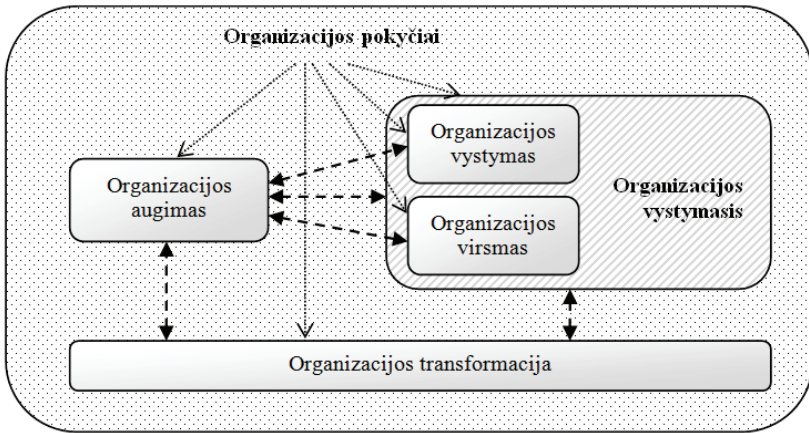 Organizacijos pokyčiai
Organizacijos
vystymas
Organizacijos
augimas
Organizacijos
vystymasis
Organizacijos
virsmas
Organizacijos transformacija